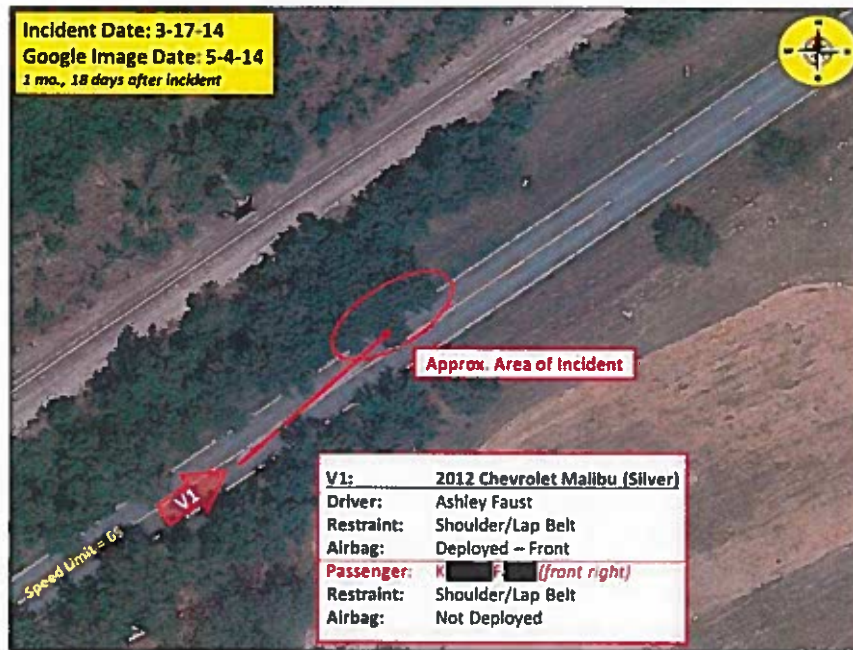 Incident Date: 3-17-14
Google Image Date: 5-4-14
1 mo., 18 days after incident
Approx. Area of Incident
V1
Speed Limit =
V1: 2012 Chevrolet Malibu (Silver)
Driver: Ashley Faust
Restraint: Shoulder/Lap Belt
Airbag: Deployed – Front
Passenger: K F (front right)
Restraint: Shoulder/Lap Belt
Airbag: Not Deployed